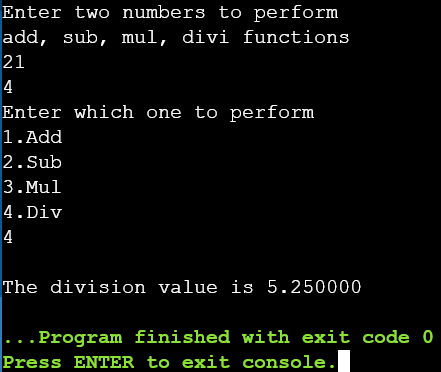 Enter two numbers to perform
add, sub, mul, divi functions
21
4
Enter which one to perform
1.Add
2.Sub
3.Mul
4.Div
4
The division value is 5.250000
...Program finished with exit code 0
Press ENTER to exit console.